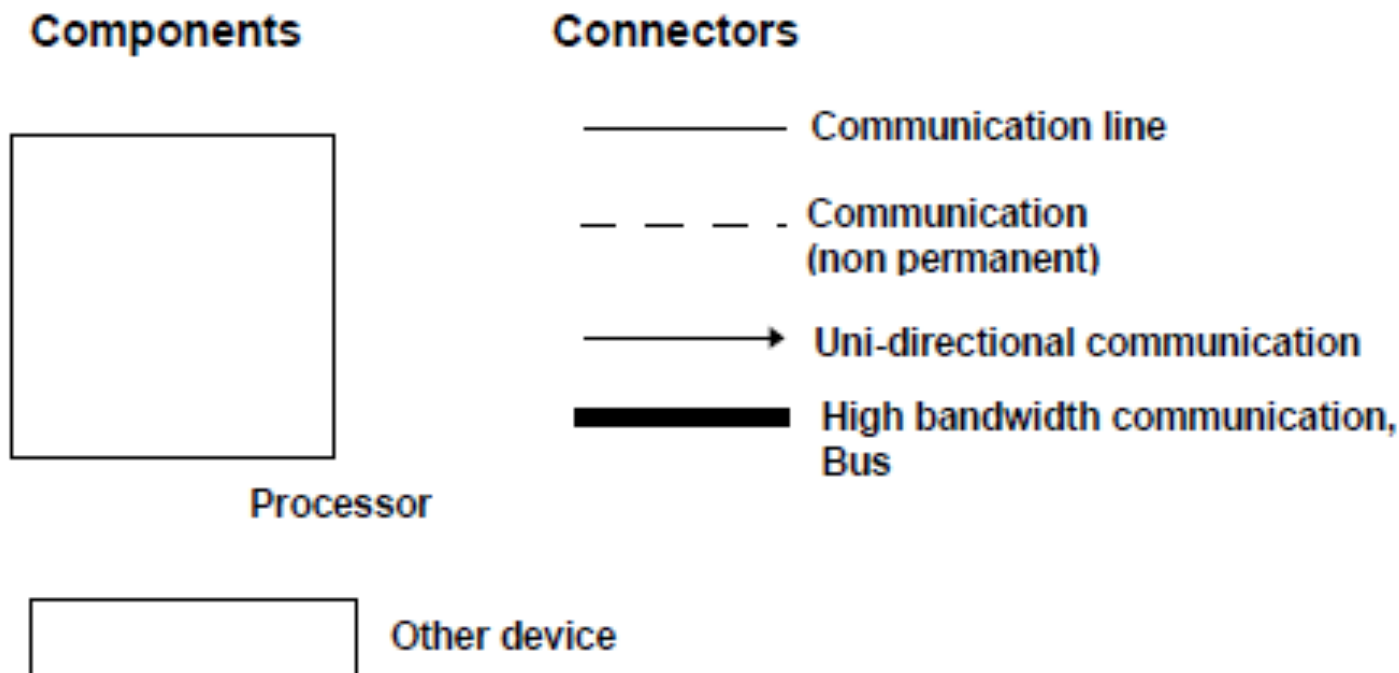 Components
Connectors
Communication line
Communication
(non permanent)
Uni-directional communication
High bandwidth communication,
Bus
Processor
Other device